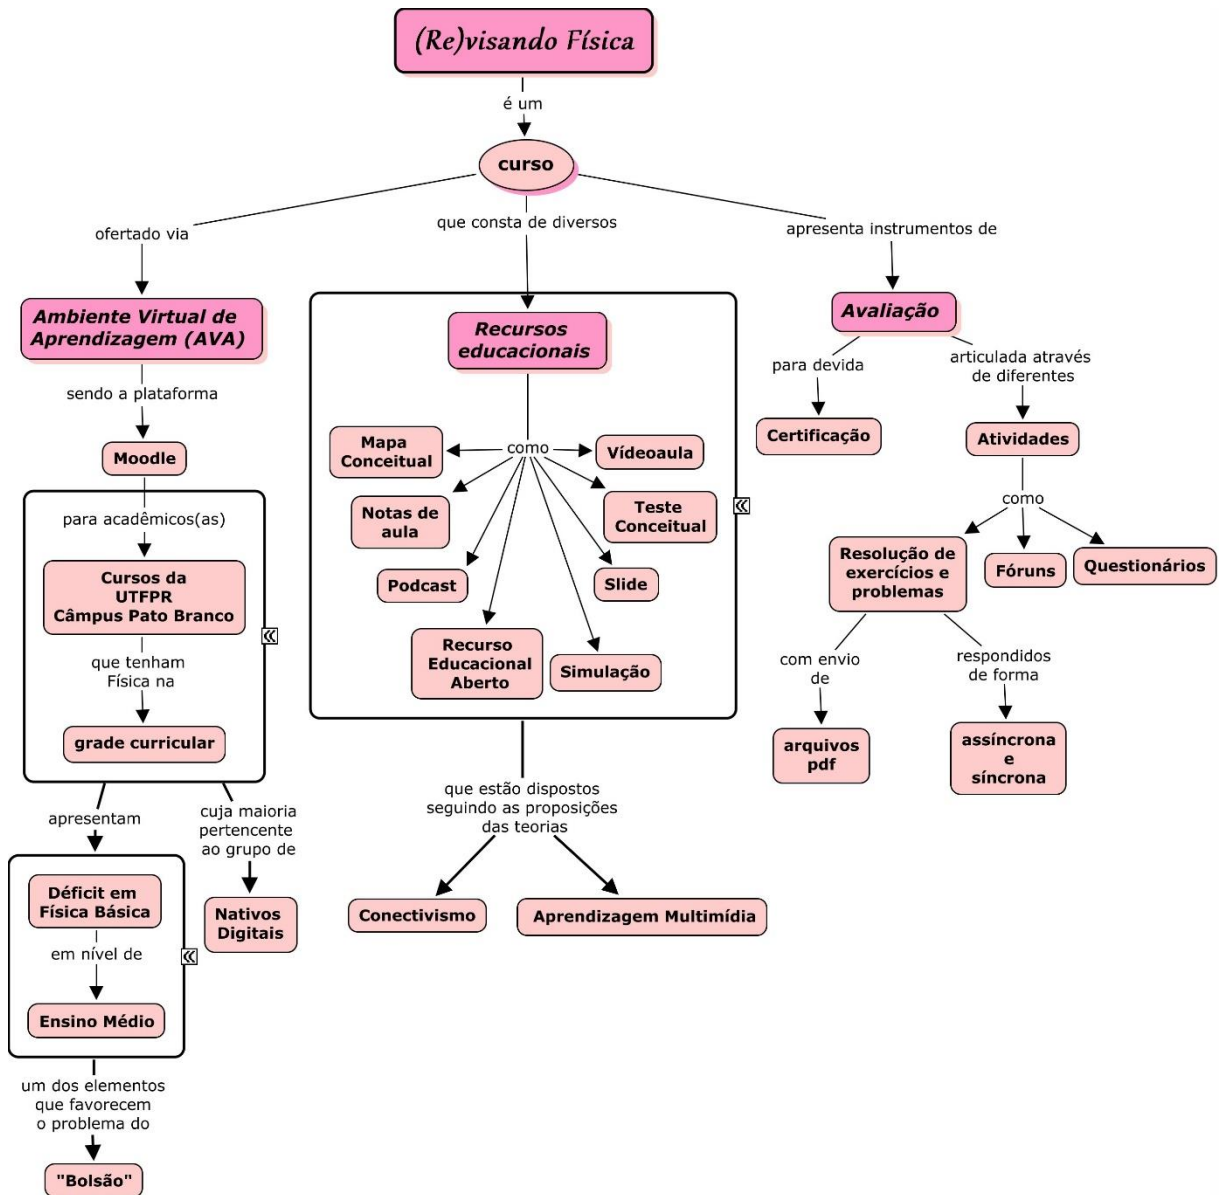 (Re)visando Física
é um
curso
ofertado via
Ambiente Virtual de
Aprendizagem (AVA)
sendo a plataforma
Moodle
para acadêmicos(as)
Cursos da
UTFPR
Câmpus Pato Branco
que tenham
Física na
grade curricular
apresentam
Déficit em
Física Básica
em nível de
Ensino Médio
um dos elementos
que favorecem
o problema do
"Bolsão"
cuja maioria
pertencente
ao grupo de
Nativos
Digitais
que consta de diversos
Recursos
educacionais
como
Mapa
Conceitual
Vídeoaula
Notas de
aula
Teste
Conceitual
Podcast
Slide
Recurso
Educacional
Aberto
Simulação
que estão dispostos
seguindo as proposições
das teorias
Conectivismo
Aprendizagem Multimídia
apresenta instrumentos de
Avaliação
para devida
Certificação
articulada através
de diferentes
Atividades
como
Resolução de
exercícios e
problemas
Fóruns
Questionários
com envio
de
arquivos
pdf
respondidos
de forma
assíncrona
e
síncrona